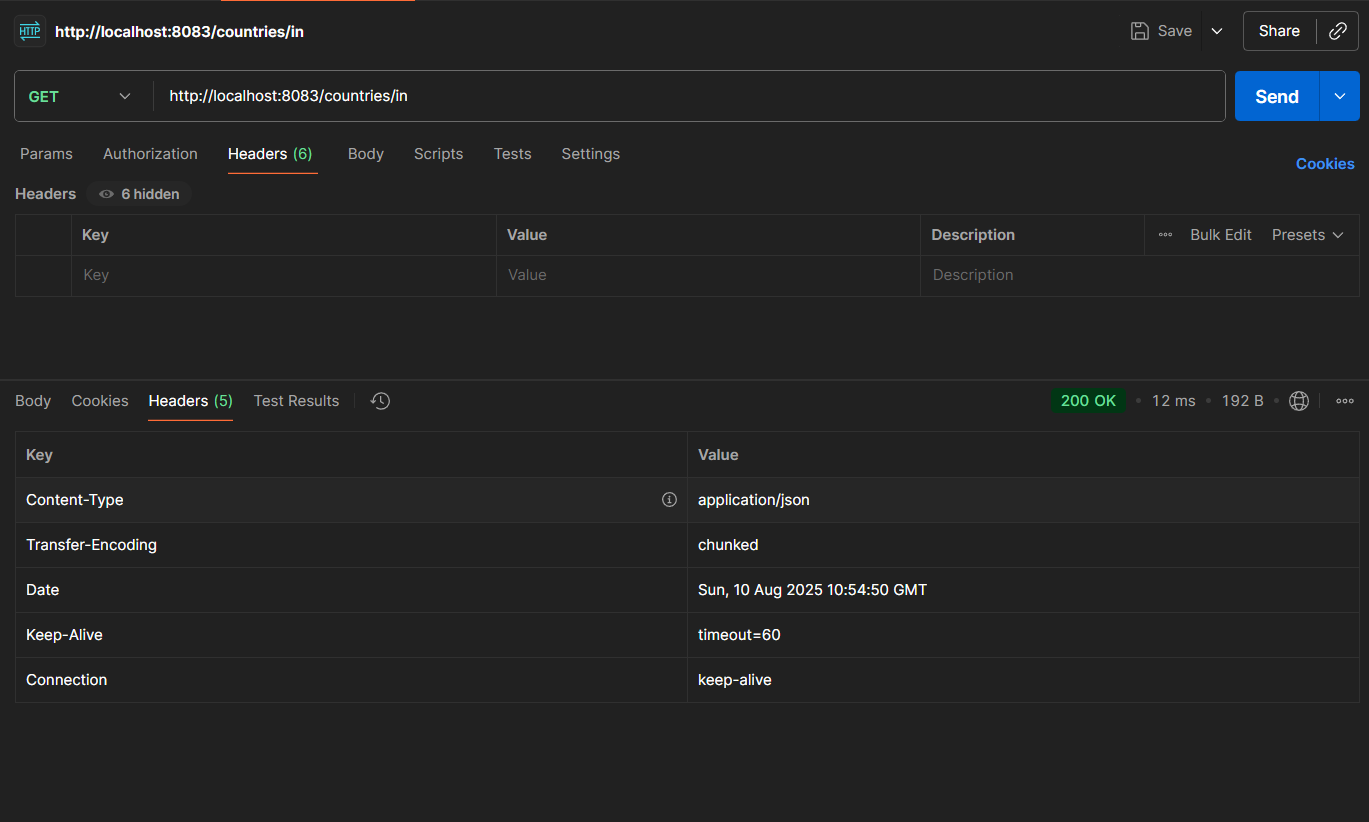 HTTP http://localhost:8083/countries/in Save Share
GET http://localhost:8083/countries/in Send
Params Authorization Headers (6) Body Scripts Tests Settings Cookies
Headers 6 hidden
Key Value Description Bulk Edit Presets
Key Value Description
Body Cookies Headers (5) Test Results 200 OK • 12 ms • 192 B •
Key Value
Content-Type application/json
Transfer-Encoding chunked
Date Sun, 10 Aug 2025 10:54:50 GMT
Keep-Alive timeout=60
Connection keep-alive